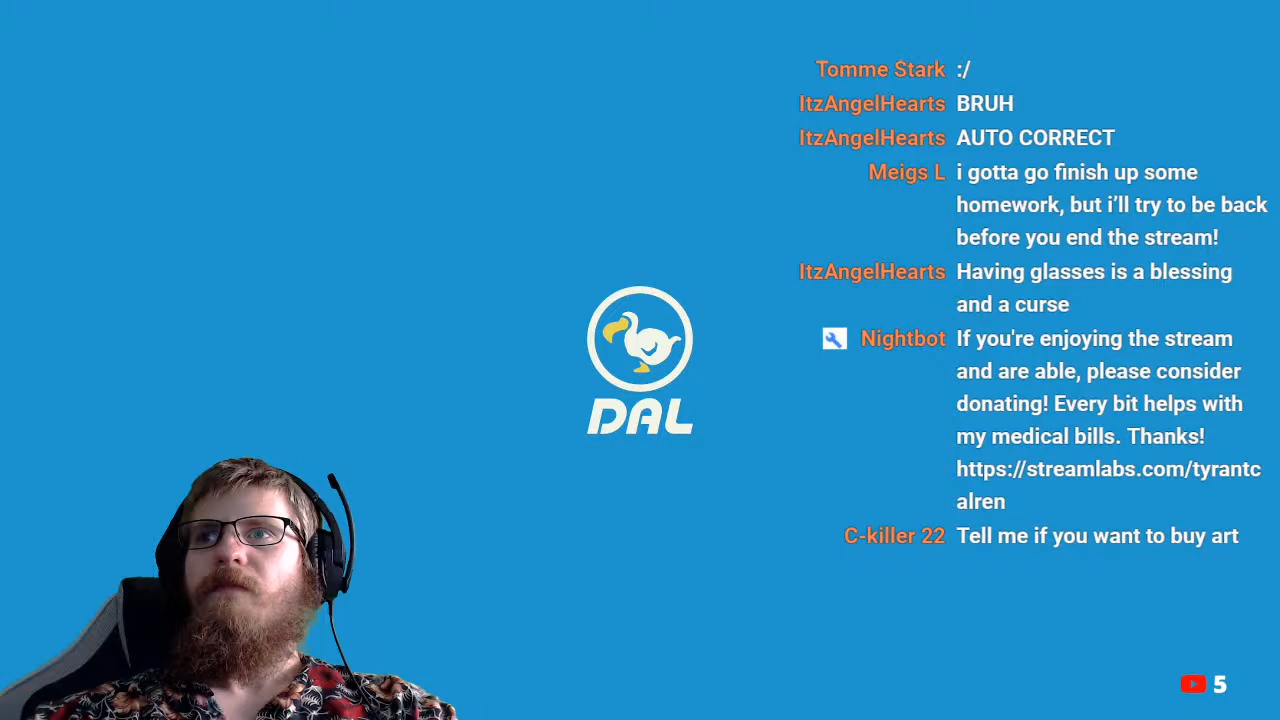 Tomme Stark :/
ItzAngelHearts BRUH
ItzAngelHearts AUTO CORRECT
Meigs L i gotta go finish up some
homework, but i’ll try to be back
before you end the stream!
ItzAngelHearts Having glasses is a blessing
and a curse
Nightbot If you're enjoying the stream
and are able, please consider
donating! Every bit helps with
my medical bills. Thanks!
https://streamlabs.com/tyrantc
alren
C-killer 22 Tell me if you want to buy art
DAL
5